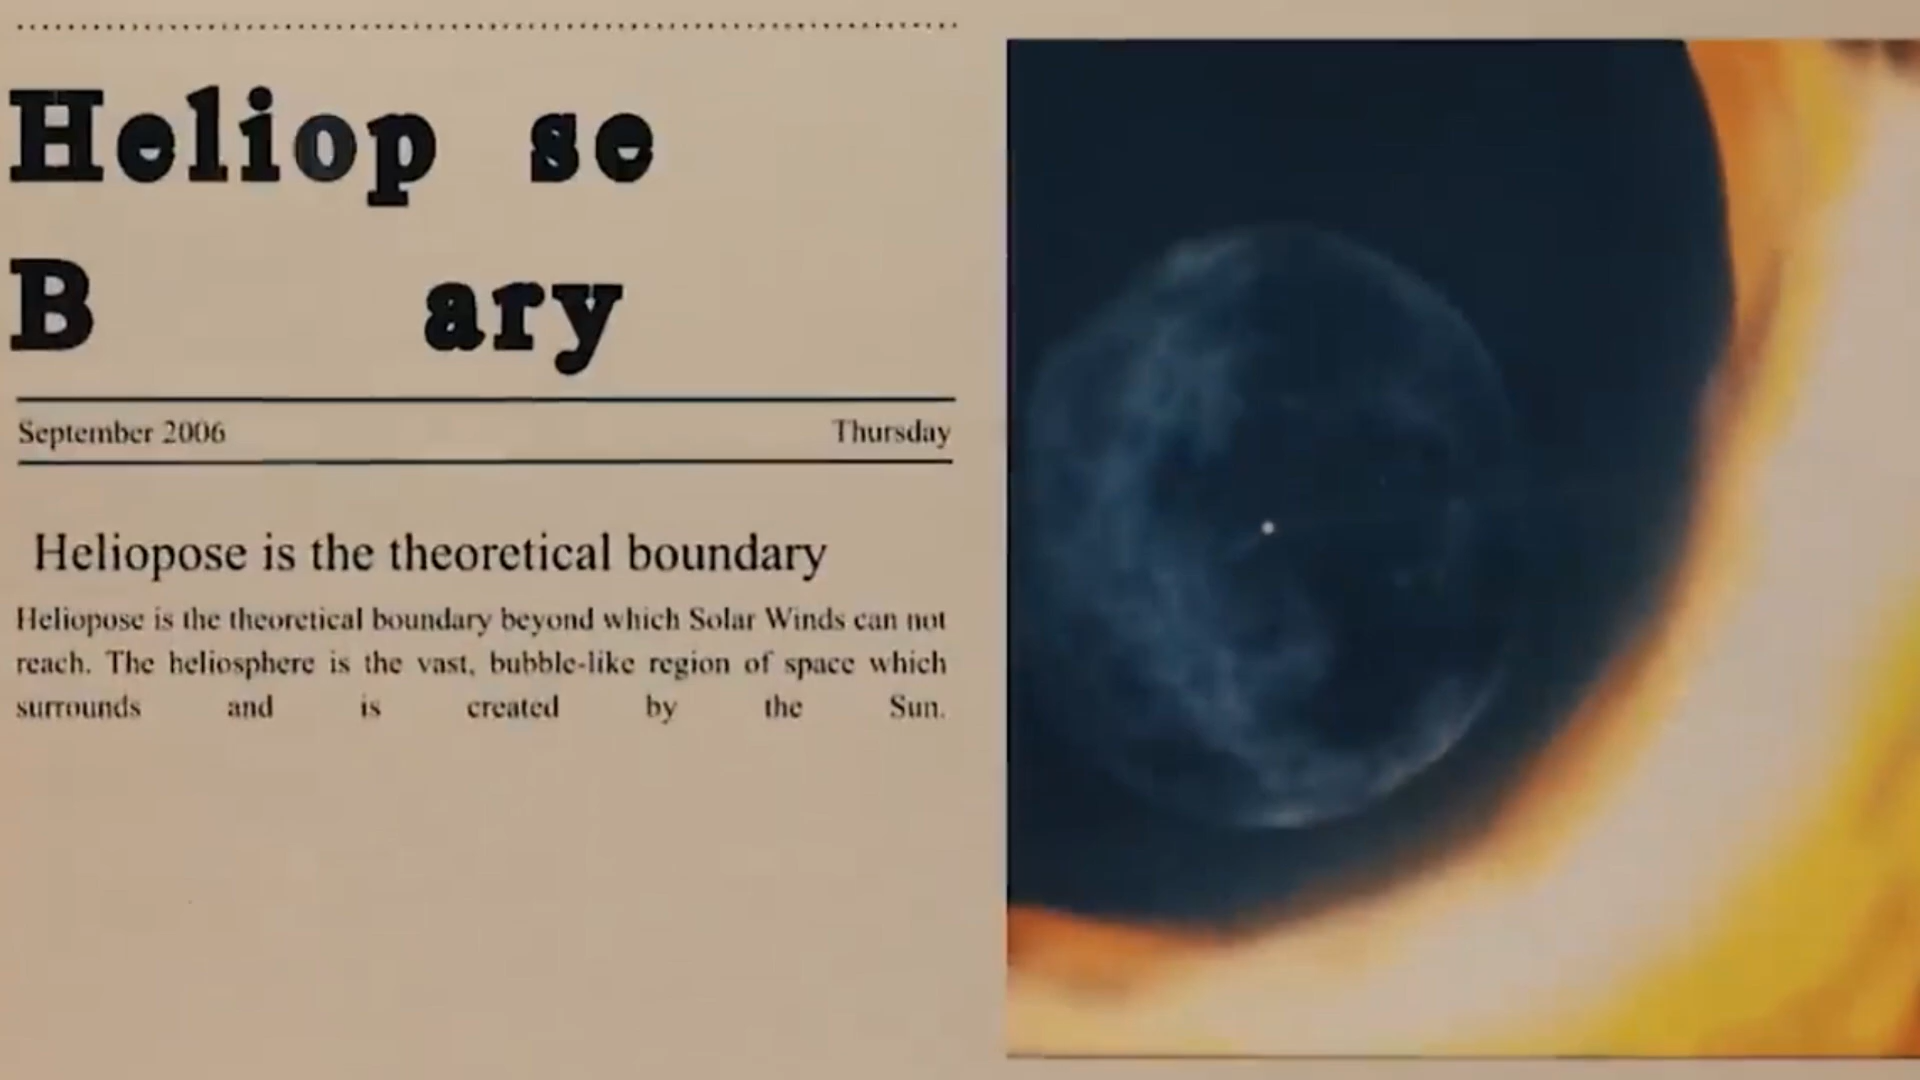 Heliop se
B ary
September 2006 Thursday
Heliopose is the theoretical boundary
Heliopose is the theoretical boundary beyond which Solar Winds can not
reach. The heliosphere is the vast, bubble-like region of space which
surrounds and is created by the Sun.